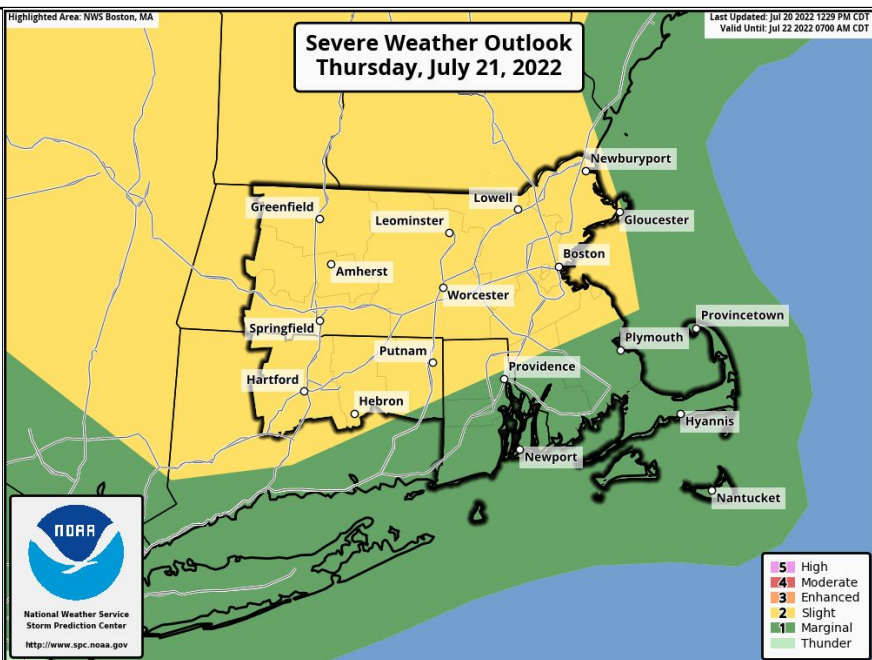 Highlighted Area: NWS Boston, MA
Last Updated: Jul 20 2022 1229 PM CDT
Valid Until: Jul 22 2022 0700 AM CDT
Severe Weather Outlook
Thursday, July 21, 2022
Newburyport
Lowell
Greenfield
Gloucester
Leominster
Boston
Amherst
Worcester
Provincetown
Springfield
Plymouth
Putnam
Providence
Hartford
Hebron
Hyannis
Newport
Nantucket
NOAA
National Weather Service
Storm Prediction Center
http://www.spc.noaa.gov
5 High
4 Moderate
3 Enhanced
2 Slight
1 Marginal
Thunder